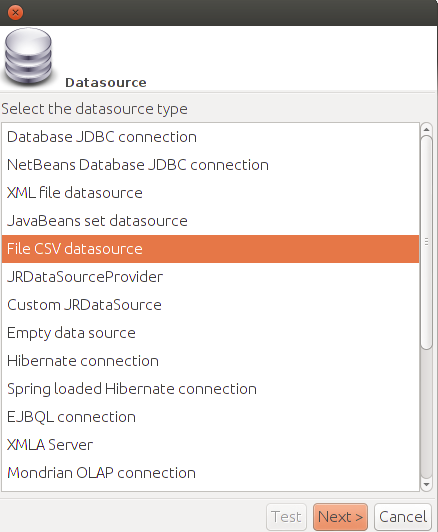 Datasource
Select the datasource type
Database JDBC connection
NetBeans Database JDBC connection
XML file datasource
JavaBeans set datasource
File CSV datasource
JRDataSourceProvider
Custom JRDataSource
Empty data source
Hibernate connection
Spring loaded Hibernate connection
EJBQL connection
XMLA Server
Mondrian OLAP connection
Test Next > Cancel